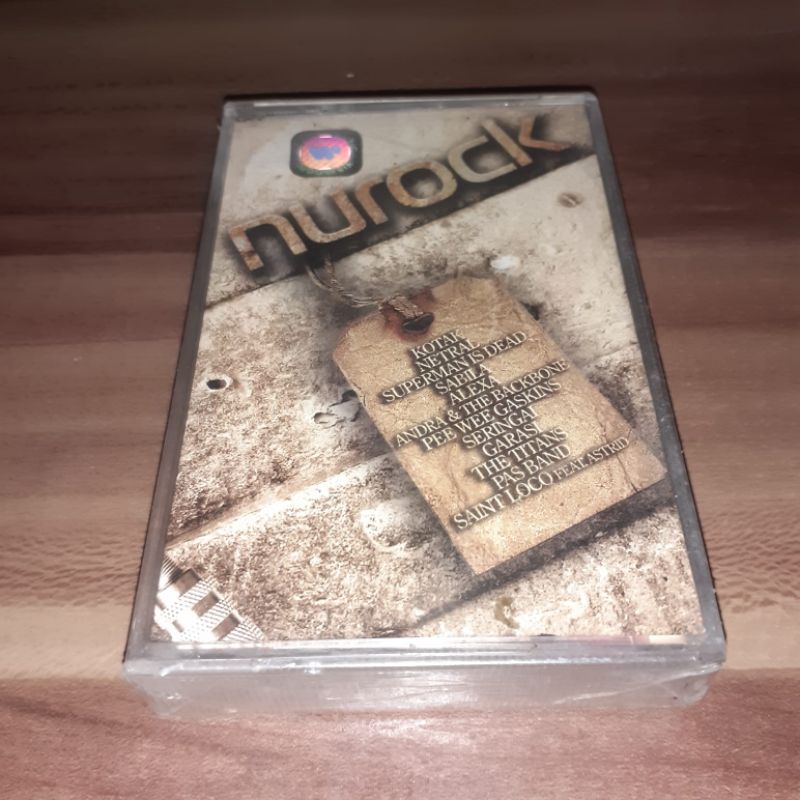 nurock
KOTAK
NETRAL
SUPERMAN IS DEAD
SABILA
ALEXA
ANDRA & THE BACKBONE
PEE WEE GASKINS
SERINGAI
GARASI
THE TITANS
PAS BAND
SAINT LOCO FEAT. ASTRID